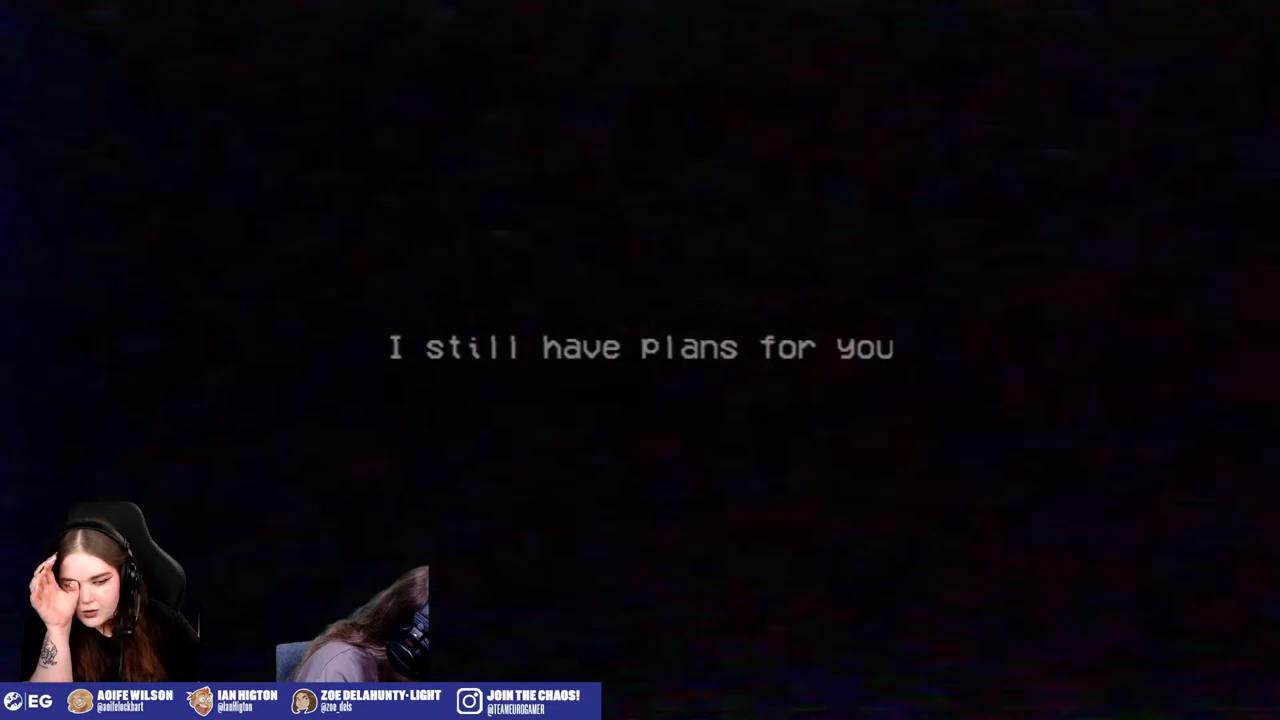 I still have plans for you
EG
AOIFE WILSON
@aoifelockhart
IAN HIGTON
@IanHigton
ZOE DELAHUNTY-LIGHT
@zoe_dels
JOIN THE CHAOS!
@TEAMEUROGAMER